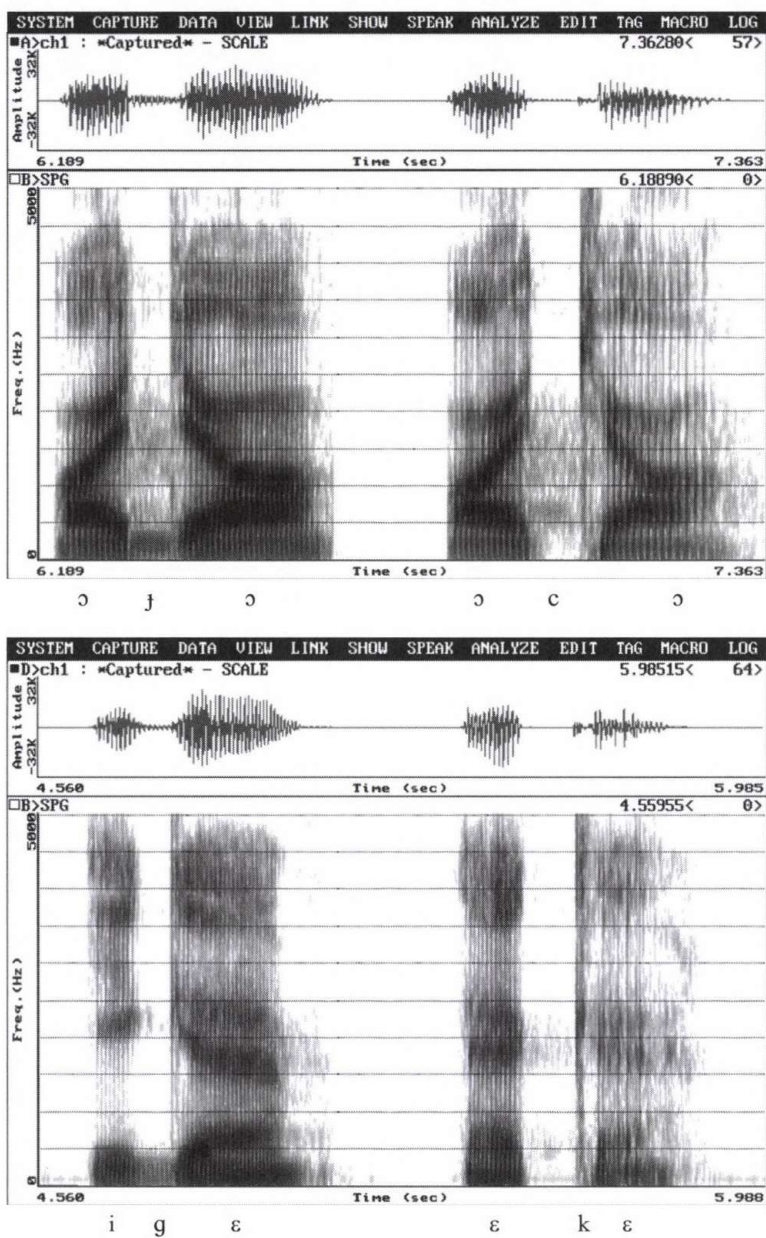 SYSTEM CAPTURE DATA VIEW LINK SHOW SPEAK ANALYZE EDIT TAG MACRO LOG
■A>ch1 : *Captured* - SCALE 7.36280< 57>
Amplitude
-32K 32K
6.189 Time (sec) 7.363
□B>SPG 6.18890< 0>
Freq.(Hz)
0 5000
6.189 Time (sec) 7.363
ɔ ɟ ɔ ɔ c ɔ
SYSTEM CAPTURE DATA VIEW LINK SHOW SPEAK ANALYZE EDIT TAG MACRO LOG
■D>ch1 : *Captured* - SCALE 5.98515< 64>
Amplitude
-32K 32K
4.560 Time (sec) 5.985
□B>SPG 4.55955< 0>
Freq.(Hz)
0 5000
4.560 Time (sec) 5.988
i ɡ ɛ ɛ k ɛ